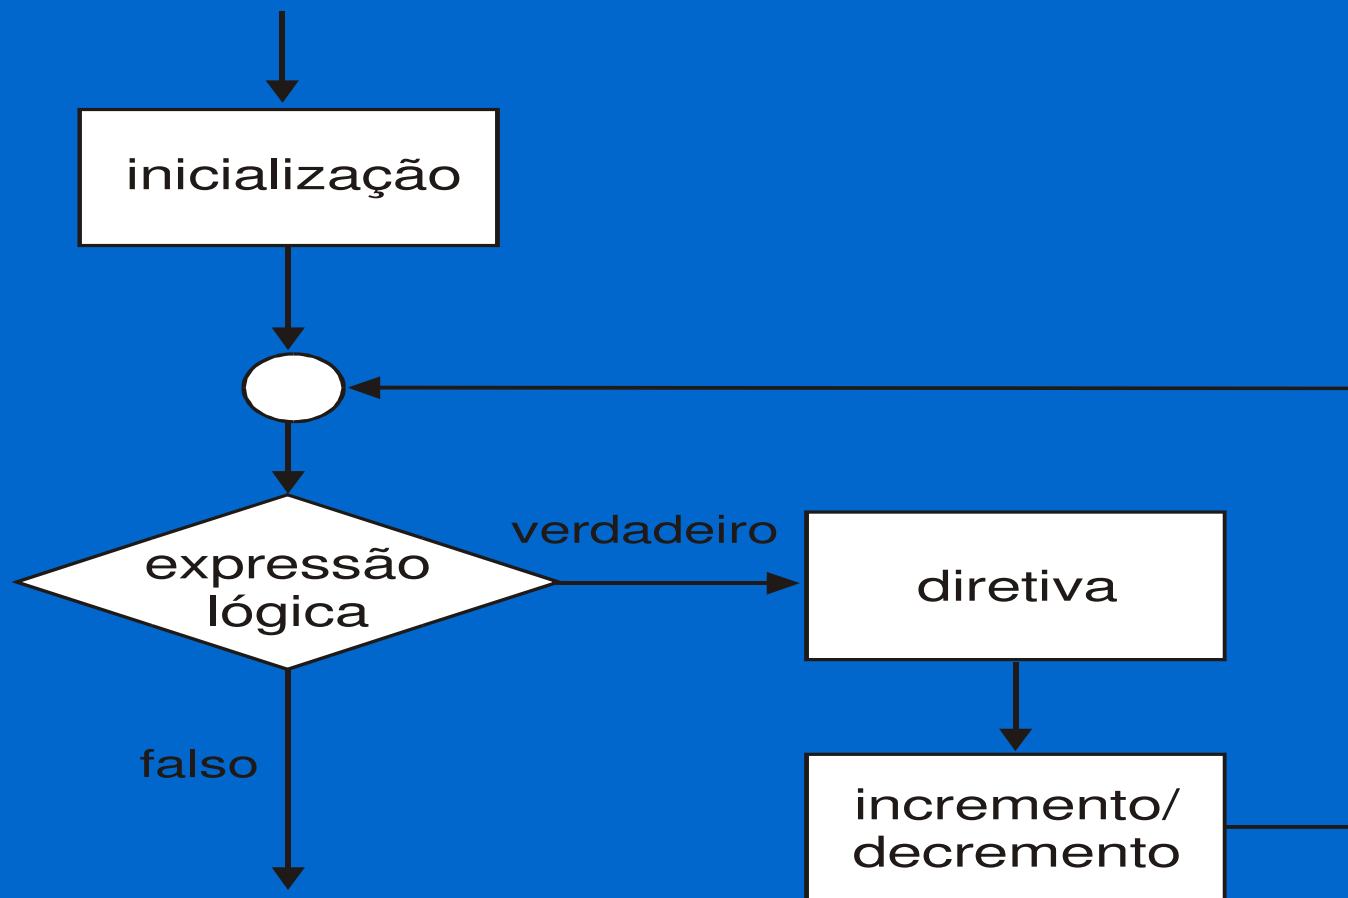 inicialização
expressão
lógica
verdadeiro
diretiva
falso
incremento/
decremento